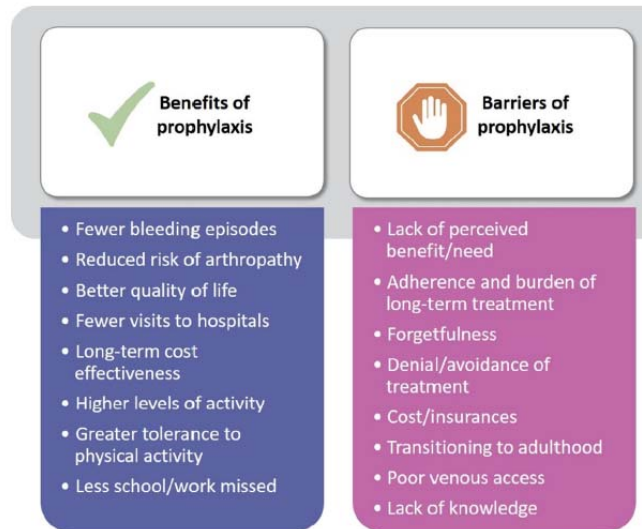 Benefits of
prophylaxis
• Fewer bleeding episodes
• Reduced risk of arthropathy
• Better quality of life
• Fewer visits to hospitals
• Long-term cost
effectiveness
• Higher levels of activity
• Greater tolerance to
physical activity
• Less school/work missed
Barriers of
prophylaxis
• Lack of perceived
benefit/need
• Adherence and burden of
long-term treatment
• Forgetfulness
• Denial/avoidance of
treatment
• Cost/insurances
• Transitioning to adulthood
• Poor venous access
• Lack of knowledge